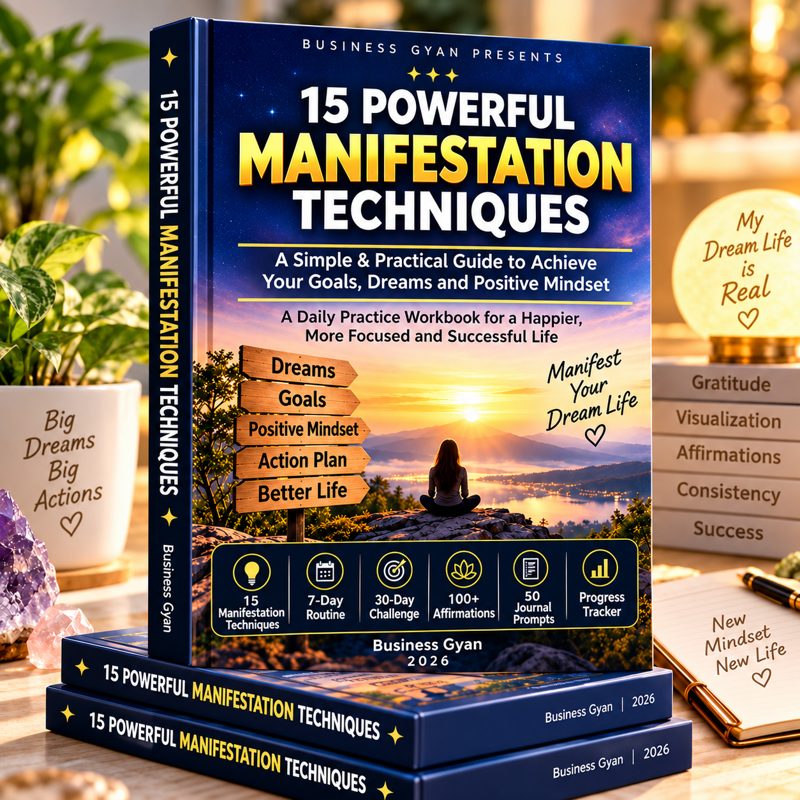 BUSINESS GYAN PRESENTS
15 POWERFUL
MANIFESTATION
TECHNIQUES
A Simple & Practical Guide to Achieve
Your Goals, Dreams and Positive Mindset
A Daily Practice Workbook for a Happier,
More Focused and Successful Life
Dreams
Goals
Positive Mindset
Action Plan
Better Life
Manifest
Your
Dream Life
15
Manifestation
Techniques
7-Day
Routine
30-Day
Challenge
100+
Affirmations
50
Journal
Prompts
Progress
Tracker
Business Gyan
2026
15 POWERFUL MANIFESTATION TECHNIQUES
Business Gyan
15 POWERFUL MANIFESTATION TECHNIQUES
Business Gyan | 2026
15 POWERFUL MANIFESTATION TECHNIQUES
Business Gyan | 2026
Big
Dreams
Big
Actions
My
Dream Life
is
Real
Gratitude
Visualization
Affirmations
Consistency
Success
New
Mindset
New Life